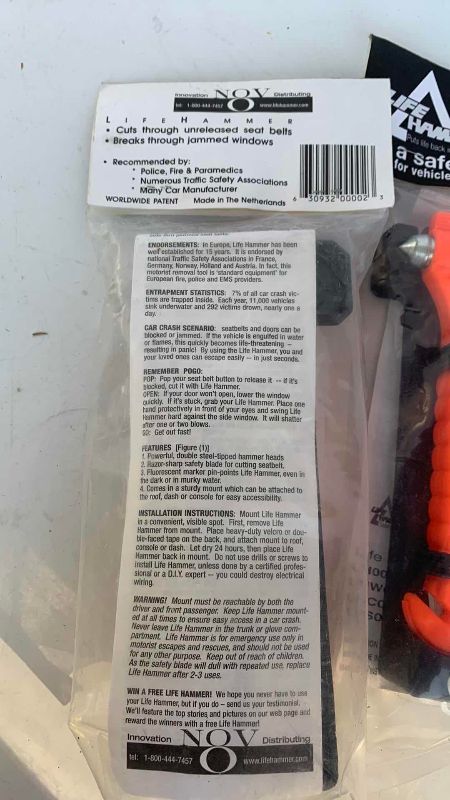 Innovation NOVO Distributing
tel: 1-800-444-7457 www.lifehammer.com
LIFE HAMMER
• Cuts through unreleased seat belts
• Breaks through jammed windows
• Recommended by:
* Police, Fire & Paramedics
* Numerous Traffic Safety Associations
* Many Car Manufacturer
WORLDWIDE PATENT Made in The Netherlands
6 30932 00002 3
ENDORSEMENTS: In Europe, Life Hammer has been
well established for 15 years. It is endorsed by
national Traffic Safety Associations in France,
Germany, Norway, Holland and Austria. In fact, this
motorist removal tool is 'standard equipment' for
European fire, police and EMS providers.
ENTRAPMENT STATISTICS: 7% of all car crash vic-
tims are trapped inside. Each year, 11,000 vehicles
sink underwater and 292 victims drown, nearly one a
day.
CAR CRASH SCENARIO: seatbelts and doors can be
blocked or jammed. If the vehicle is engulfed in water
or flames, this quickly becomes life-threatening –
resulting in panic! By using the Life Hammer, you and
your loved ones can escape easily – in just seconds.
REMEMBER POGO:
POP: Pop your seat belt button to release it -- if it's
blocked, cut it with Life Hammer.
OPEN: If your door won't open, lower the window
quickly. If it's stuck, grab your Life Hammer. Place one
hand protectively in front of your eyes and swing Life
Hammer hard against the side window. It will shatter
after one or two blows.
GO: Get out fast!
FEATURES [Figure (1)]
1. Powerful, double steel-tipped hammer heads
2. Razor-sharp safety blade for cutting seatbelt.
3. Fluorescent marker pin-points Life Hammer, even in
the dark or in murky water.
4. Comes in a sturdy mount which can be attached to
the roof, dash or console for easy accessibility.
INSTALLATION INSTRUCTIONS: Mount Life Hammer
in a convenient, visible spot. First, remove Life
Hammer from mount. Place heavy-duty velcro or dou-
ble-faced tape on the back, and attach mount to roof,
console or dash. Let dry 24 hours, then place Life
Hammer back in mount. Do not use drills or screws to
install Life Hammer, unless done by a certified profes-
sional or a D.I.Y. expert – you could destroy electrical
wiring.
WARNING! Mount must be reachable by both the
driver and front passenger. Keep Life Hammer mount-
ed at all times to ensure easy access in a car crash.
Never leave Life Hammer in the trunk or glove com-
partment. Life Hammer is for emergency use only in
motorist escapes and rescues, and should not be used
for any other purpose. Keep out of reach of children.
As the safety blade will dull with repeated use, replace
Life Hammer after 2-3 uses.
WIN A FREE LIFE HAMMER! We hope you never have to use
your Life Hammer, but if you do – send us your testimonial.
We'll feature the top stories and pictures on our web page and
reward the winners with a free Life Hammer!
Innovation NOVO Distributing
tel: 1-800-444-7457 www.lifehammer.com
LIFE
HAM
Puts life back
a safe
for vehicle